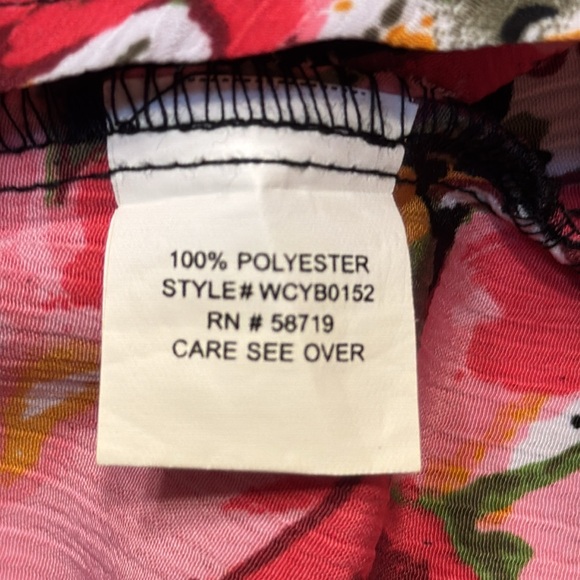 100% POLYESTER
STYLE# WCYB0152
RN # 58719
CARE SEE OVER